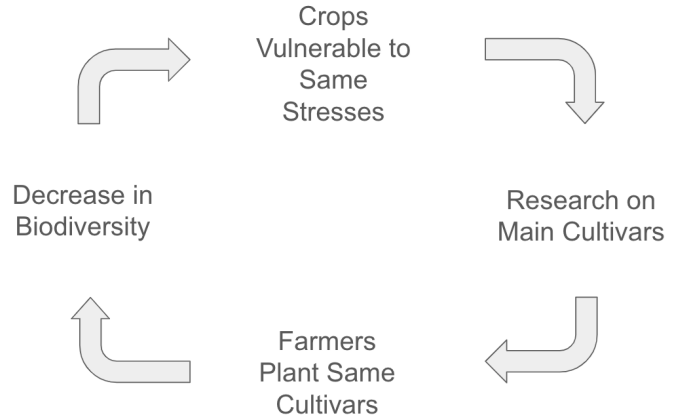 Crops
Vulnerable to
Same
Stresses
Decrease in
Biodiversity
Research on
Main Cultivars
Farmers
Plant Same
Cultivars